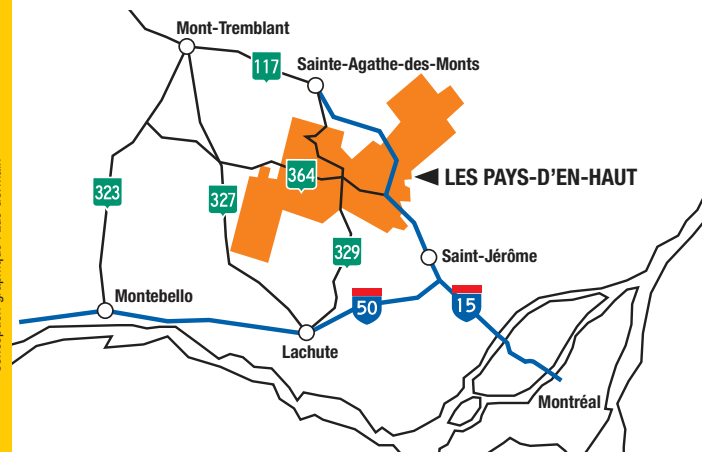 Mont-Tremblant
117
Sainte-Agathe-des-Monts
364
LES PAYS-D'EN-HAUT
323
327
329
Saint-Jérôme
Montebello
50
15
Lachute
Montréal